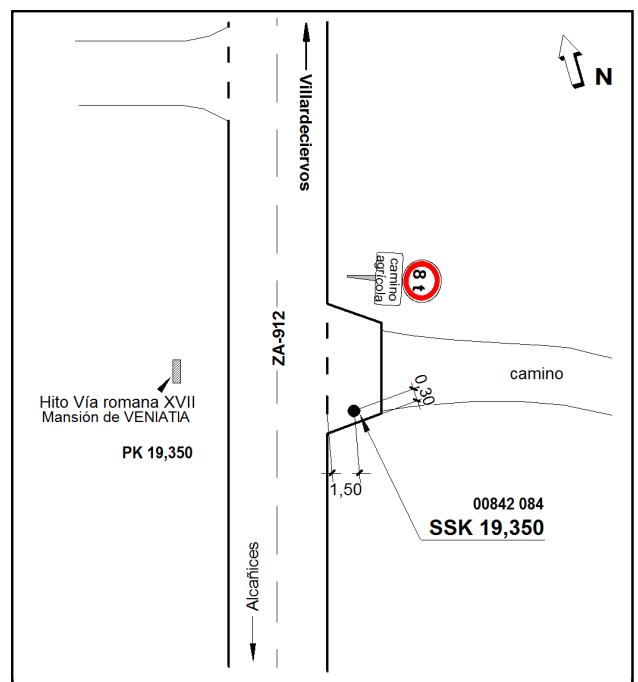 N
Villardeciervos
8 t
camino
agrícola
ZA-912
camino
Hito Vía romana XVII
Mansión de VENIATIA
PK 19,350
0,30
1,50
00842 084
SSK 19,350
Alcañices